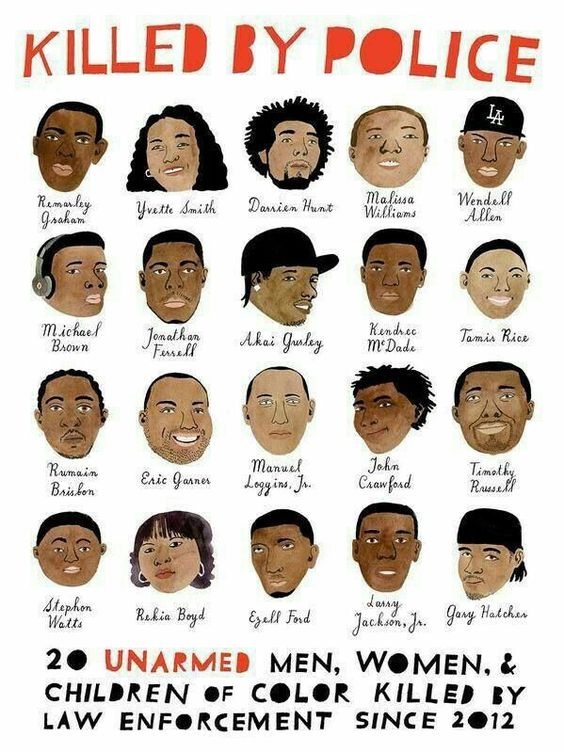 KILLED BY POLICE
LA
Remarley Graham
Yvette Smith
Darrien Hunt
Malissa Williams
Wendell Allen
Michael Brown
Jonathan Ferrell
Akai Gurley
Kendrec McDade
Tamir Rice
Rumain Brisbon
Eric Garner
Manuel Loggins, Jr.
John Crawford
Timothy Russell
Stephon Watts
Rekia Boyd
Ezell Ford
Larry Jackson, Jr.
Gary Hatcher
20 UNARMED MEN, WOMEN, &
CHILDREN OF COLOR KILLED BY
LAW ENFORCEMENT SINCE 2012